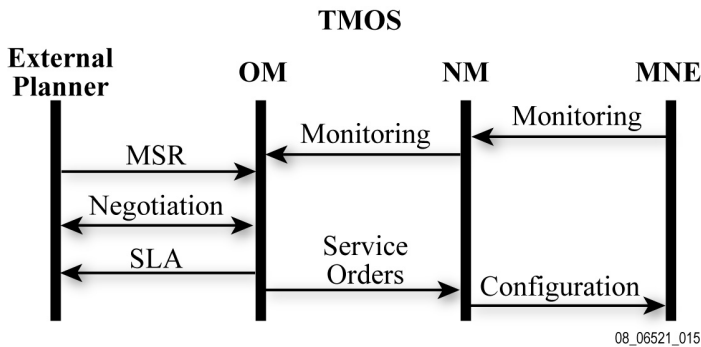 TMOS
External
Planner
OM
NM
MNE
Monitoring
Monitoring
MSR
Negotiation
SLA
Service
Orders
Configuration
08_06521_015